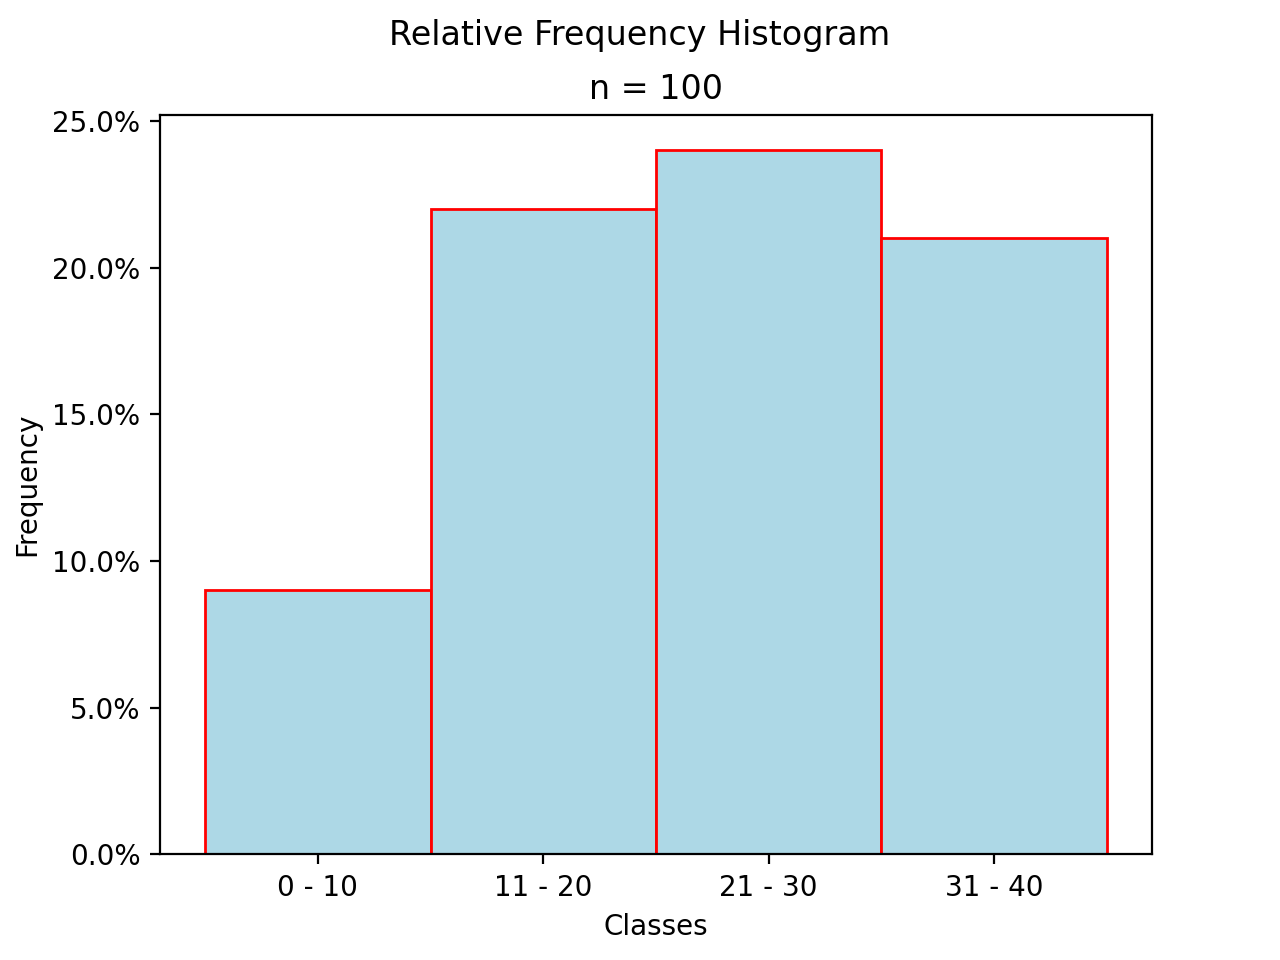 Relative Frequency Histogram
n = 100
25.0%
20.0%
15.0%
10.0%
5.0%
0.0%
Frequency
0 - 10
11 - 20
21 - 30
31 - 40
Classes